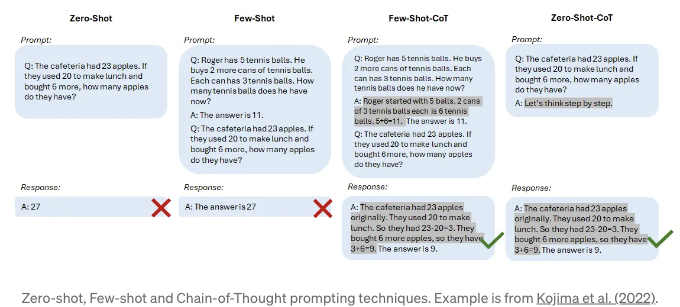 Zero-Shot
Few-Shot
Few-Shot-CoT
Zero-Shot-CoT
Prompt:
Q: The cafeteria had 23 apples. If
they used 20 to make lunch and
bought 6 more, how many apples
do they have?
Response:
A: 27
Prompt:
Q: Roger has 5 tennis balls. He
buys 2 more cans of tennis balls.
Each can has 3 tennis balls. How
many tennis balls does he have
now?
A: The answer is 11.
Q: The cafeteria had 23 apples. If
they used 20 to make lunch and
bought 6 more, how many apples
do they have?
Response:
A: The answer is 27
Prompt:
Q: Roger has 5 tennis balls. He buys
2 more cans of tennis balls. Each
can has 3 tennis balls. How many
tennis balls does he have now?
A: Roger started with 5 balls. 2 cans
of 3 tennis balls each is 6 tennis
balls. 5+6=11. The answer is 11.
Q: The cafeteria had 23 apples. If
they used 20 to make lunch and
bought 6 more, how many apples
do they have?
Response:
A: The cafeteria had 23 apples
originally. They used 20 to make
lunch. So they had 23-20=3. They
bought 6 more apples, so they have
3+6=9. The answer is 9.
Prompt:
Q: The cafeteria had 23 apples. If
they used 20 to make lunch and
bought 6 more, how many apples
do they have?
A: Let's think step by step.
Response:
A: The cafeteria had 23 apples
originally. They used 20 to make
lunch. So they had 23-20=3. They
bought 6 more apples, so they have
3+6=9. The answer is 9.
Zero-shot, Few-shot and Chain-of-Thought prompting techniques. Example is from Kojima et al. (2022).